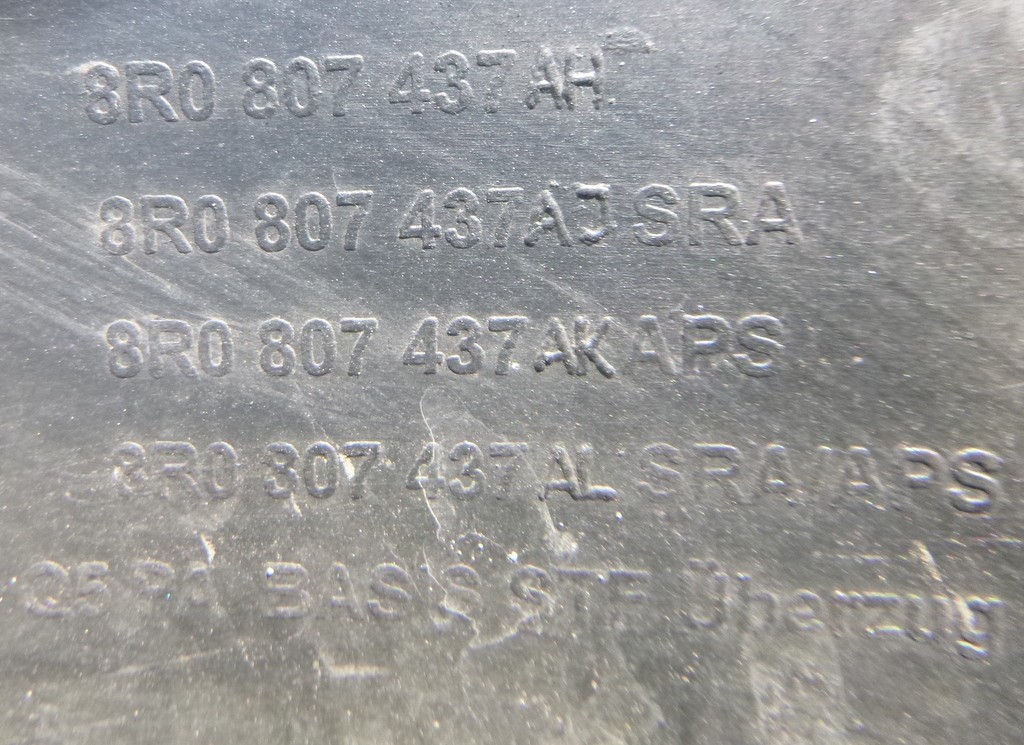 8R0 807 437 AH
8R0 807 437 AJ SRA
8R0 807 437 AK APS
8R0 807 437 AL SRA/APS
Q5 PA BASIS STF Überzug